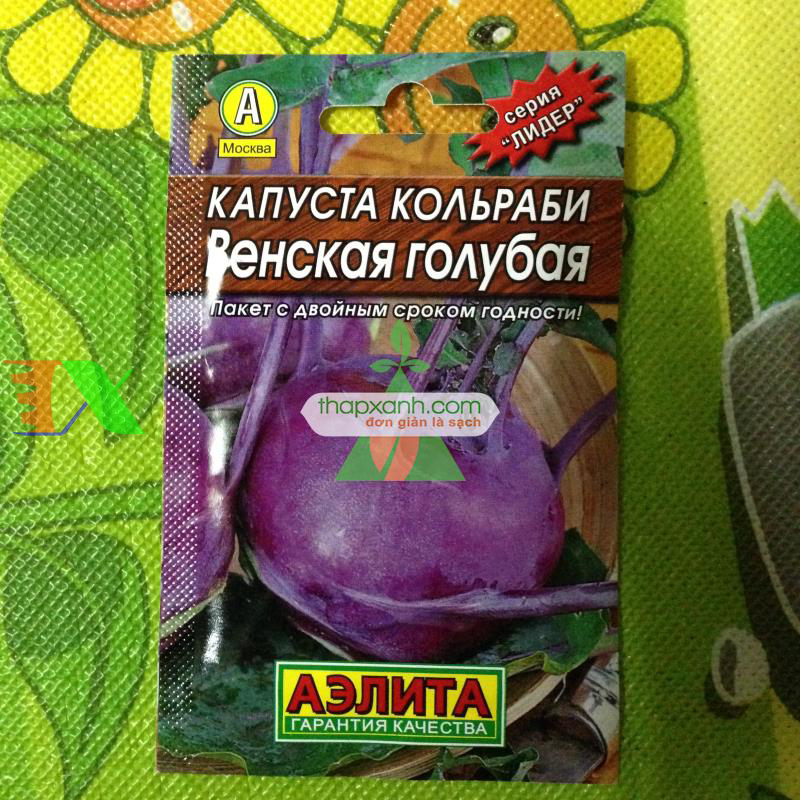 А
Москва
серия
"ЛИДЕР"
КАПУСТА КОЛЬРАБИ
Венская голубая
Пакет с двойным сроком годности!
TX
thapxanh.com
đơn giản là sạch
АЭЛИТА
ГАРАНТИЯ КАЧЕСТВА